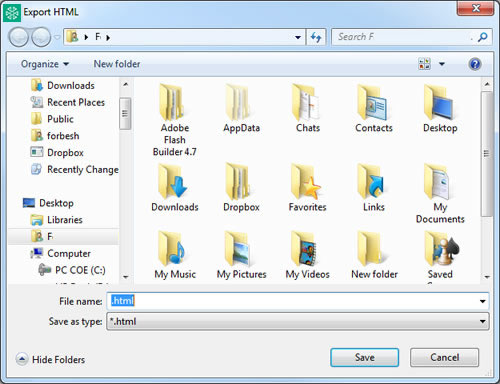 Export HTML
F
Search F
Organize
New folder
Downloads
Recent Places
Public
forbesh
Dropbox
Recently Change
Desktop
Libraries
F
Computer
PC COE (C:)
Adobe
Flash
Builder 4.7
AppData
Chats
Contacts
Desktop
Downloads
Dropbox
Favorites
Links
My
Documents
My Music
My Pictures
My Videos
New folder
Saved
File name:
.html
Save as type:
*.html
Hide Folders
Save
Cancel